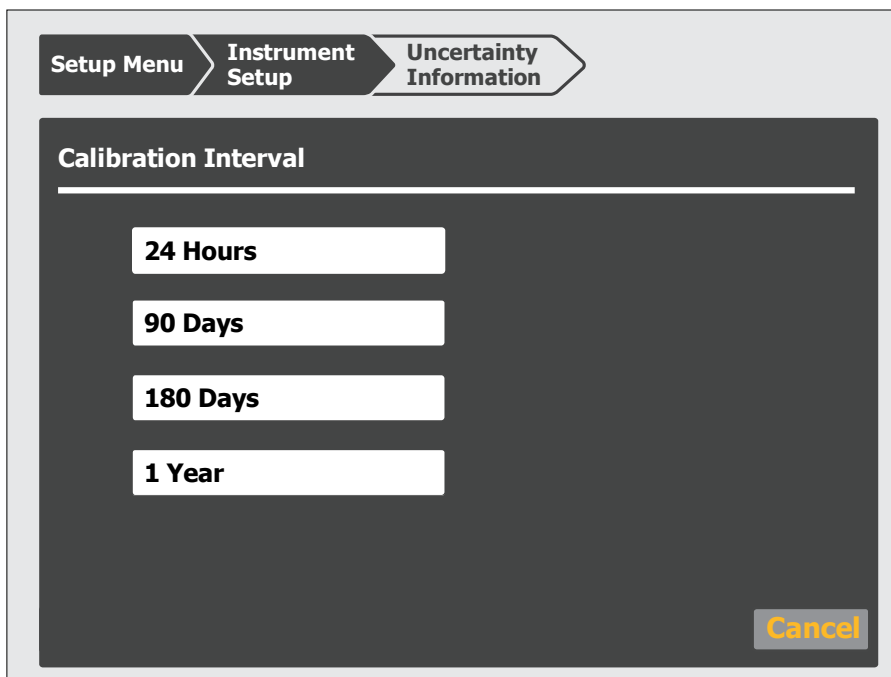 Setup Menu
Instrument
Setup
Uncertainty
Information
Calibration Interval
24 Hours
90 Days
180 Days
1 Year
Cancel